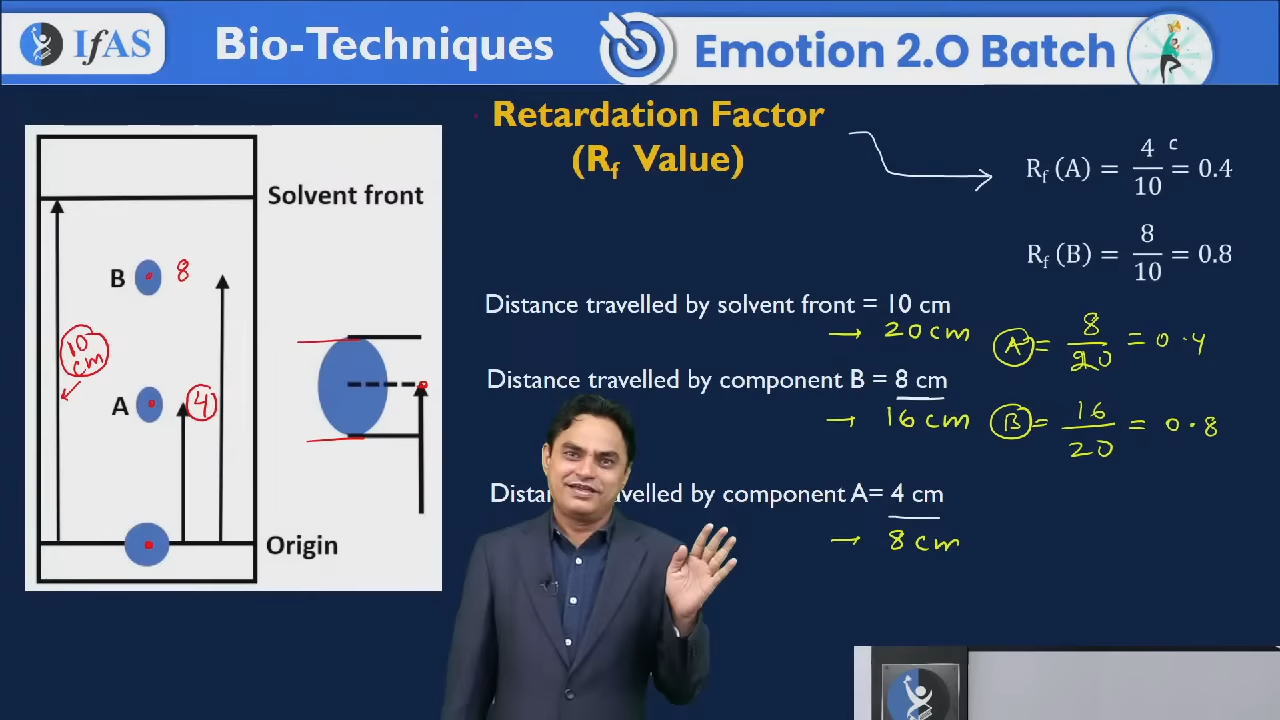 IfAS
Bio-Techniques
Emotion 2.O Batch
Retardation Factor
(Rf Value)
Rf (A) = 4/10 = 0.4
c
Rf (B) = 8/10 = 0.8
Solvent front
B 8
10 cm
A 4
Origin
Distance travelled by solvent front = 10 cm
→ 20 cm
A = 8/20 = 0.4
Distance travelled by component B = 8 cm
→ 16 cm
B = 16/20 = 0.8
travelled by component A= 4 cm
→ 8 cm